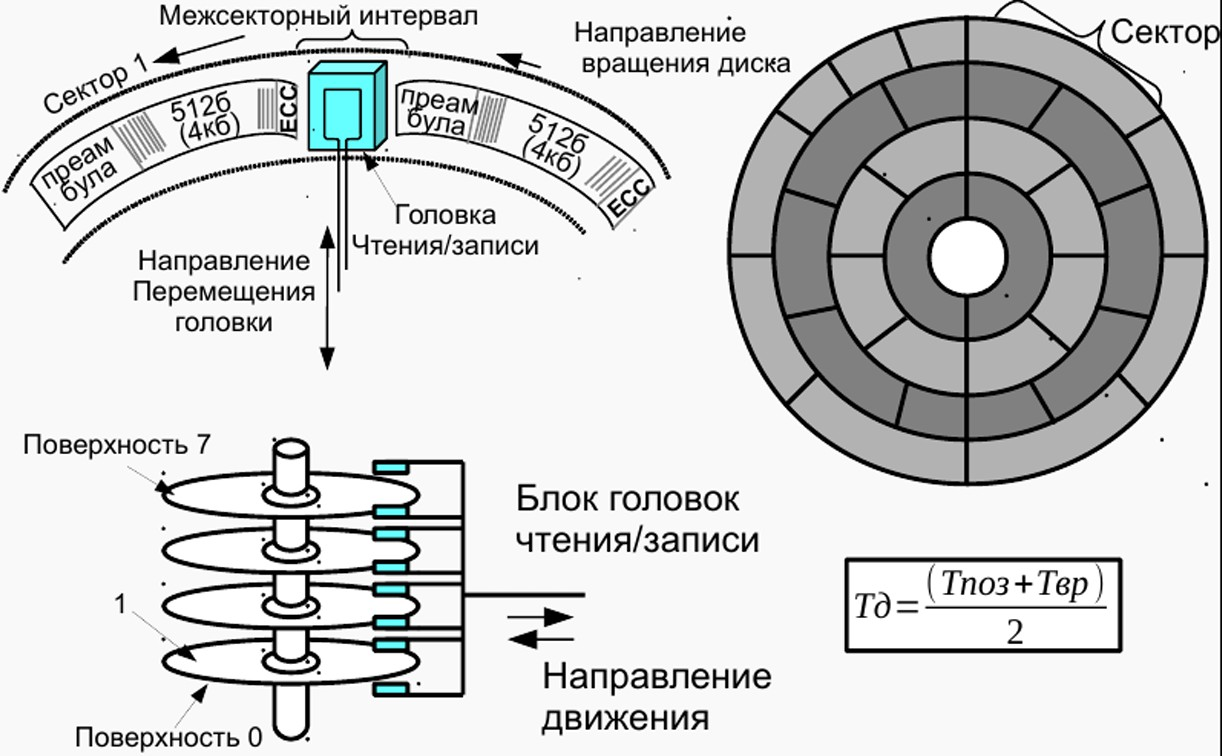 Межсекторный интервал
Направление
вращения диска
Сектор
Сектор 1
преам
була
512б
(4кб)
ECC
преам
була
512б
(4кб)
ECC
Головка
Чтения/записи
Направление
Перемещения
головки
Поверхность 7
1
Поверхность 0
Блок головок
чтения/записи
Направление
движения
Tд=(Tпоз+Tвр)/2